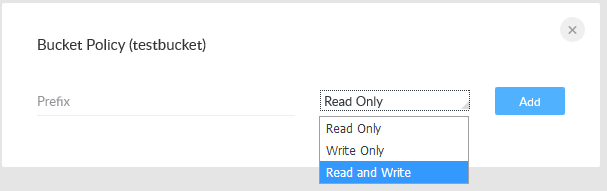 Bucket Policy (testbucket)
Prefix
Read Only
Add
Read Only
Write Only
Read and Write